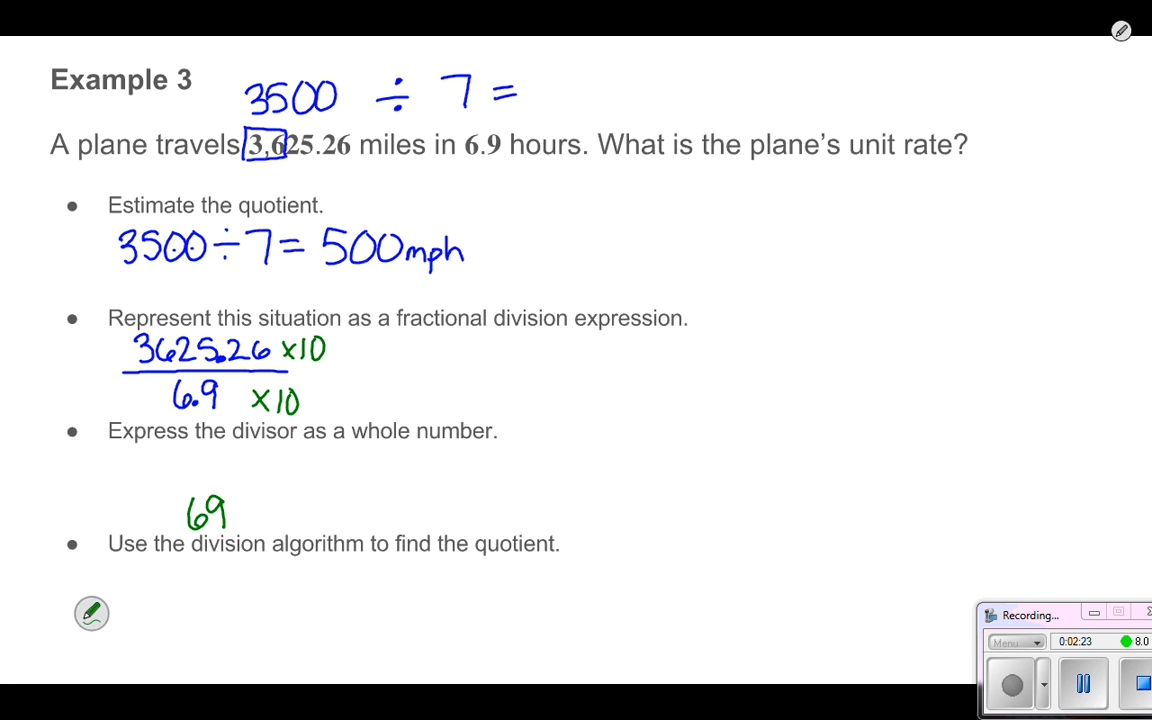 Example 3
3500 ÷ 7 =
A plane travels 3,625.26 miles in 6.9 hours. What is the plane's unit rate?
● Estimate the quotient.
3500 ÷ 7 = 500mph
● Represent this situation as a fractional division expression.
3625.26 ×10
6.9 ×10
● Express the divisor as a whole number.
69
● Use the division algorithm to find the quotient.
Recording...
Menu 0:02:23 8.0